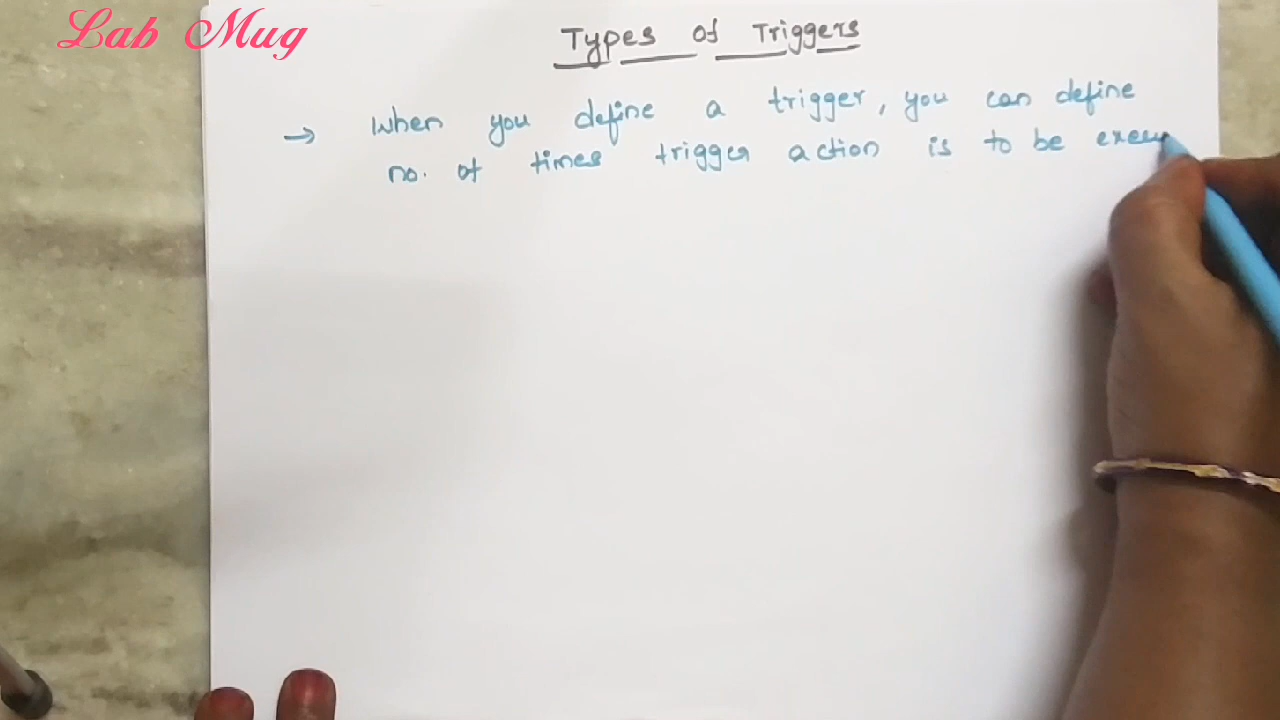 Lab Mug
Types of Triggers
→ When you define a trigger, you can define
no. of times trigger action is to be execu